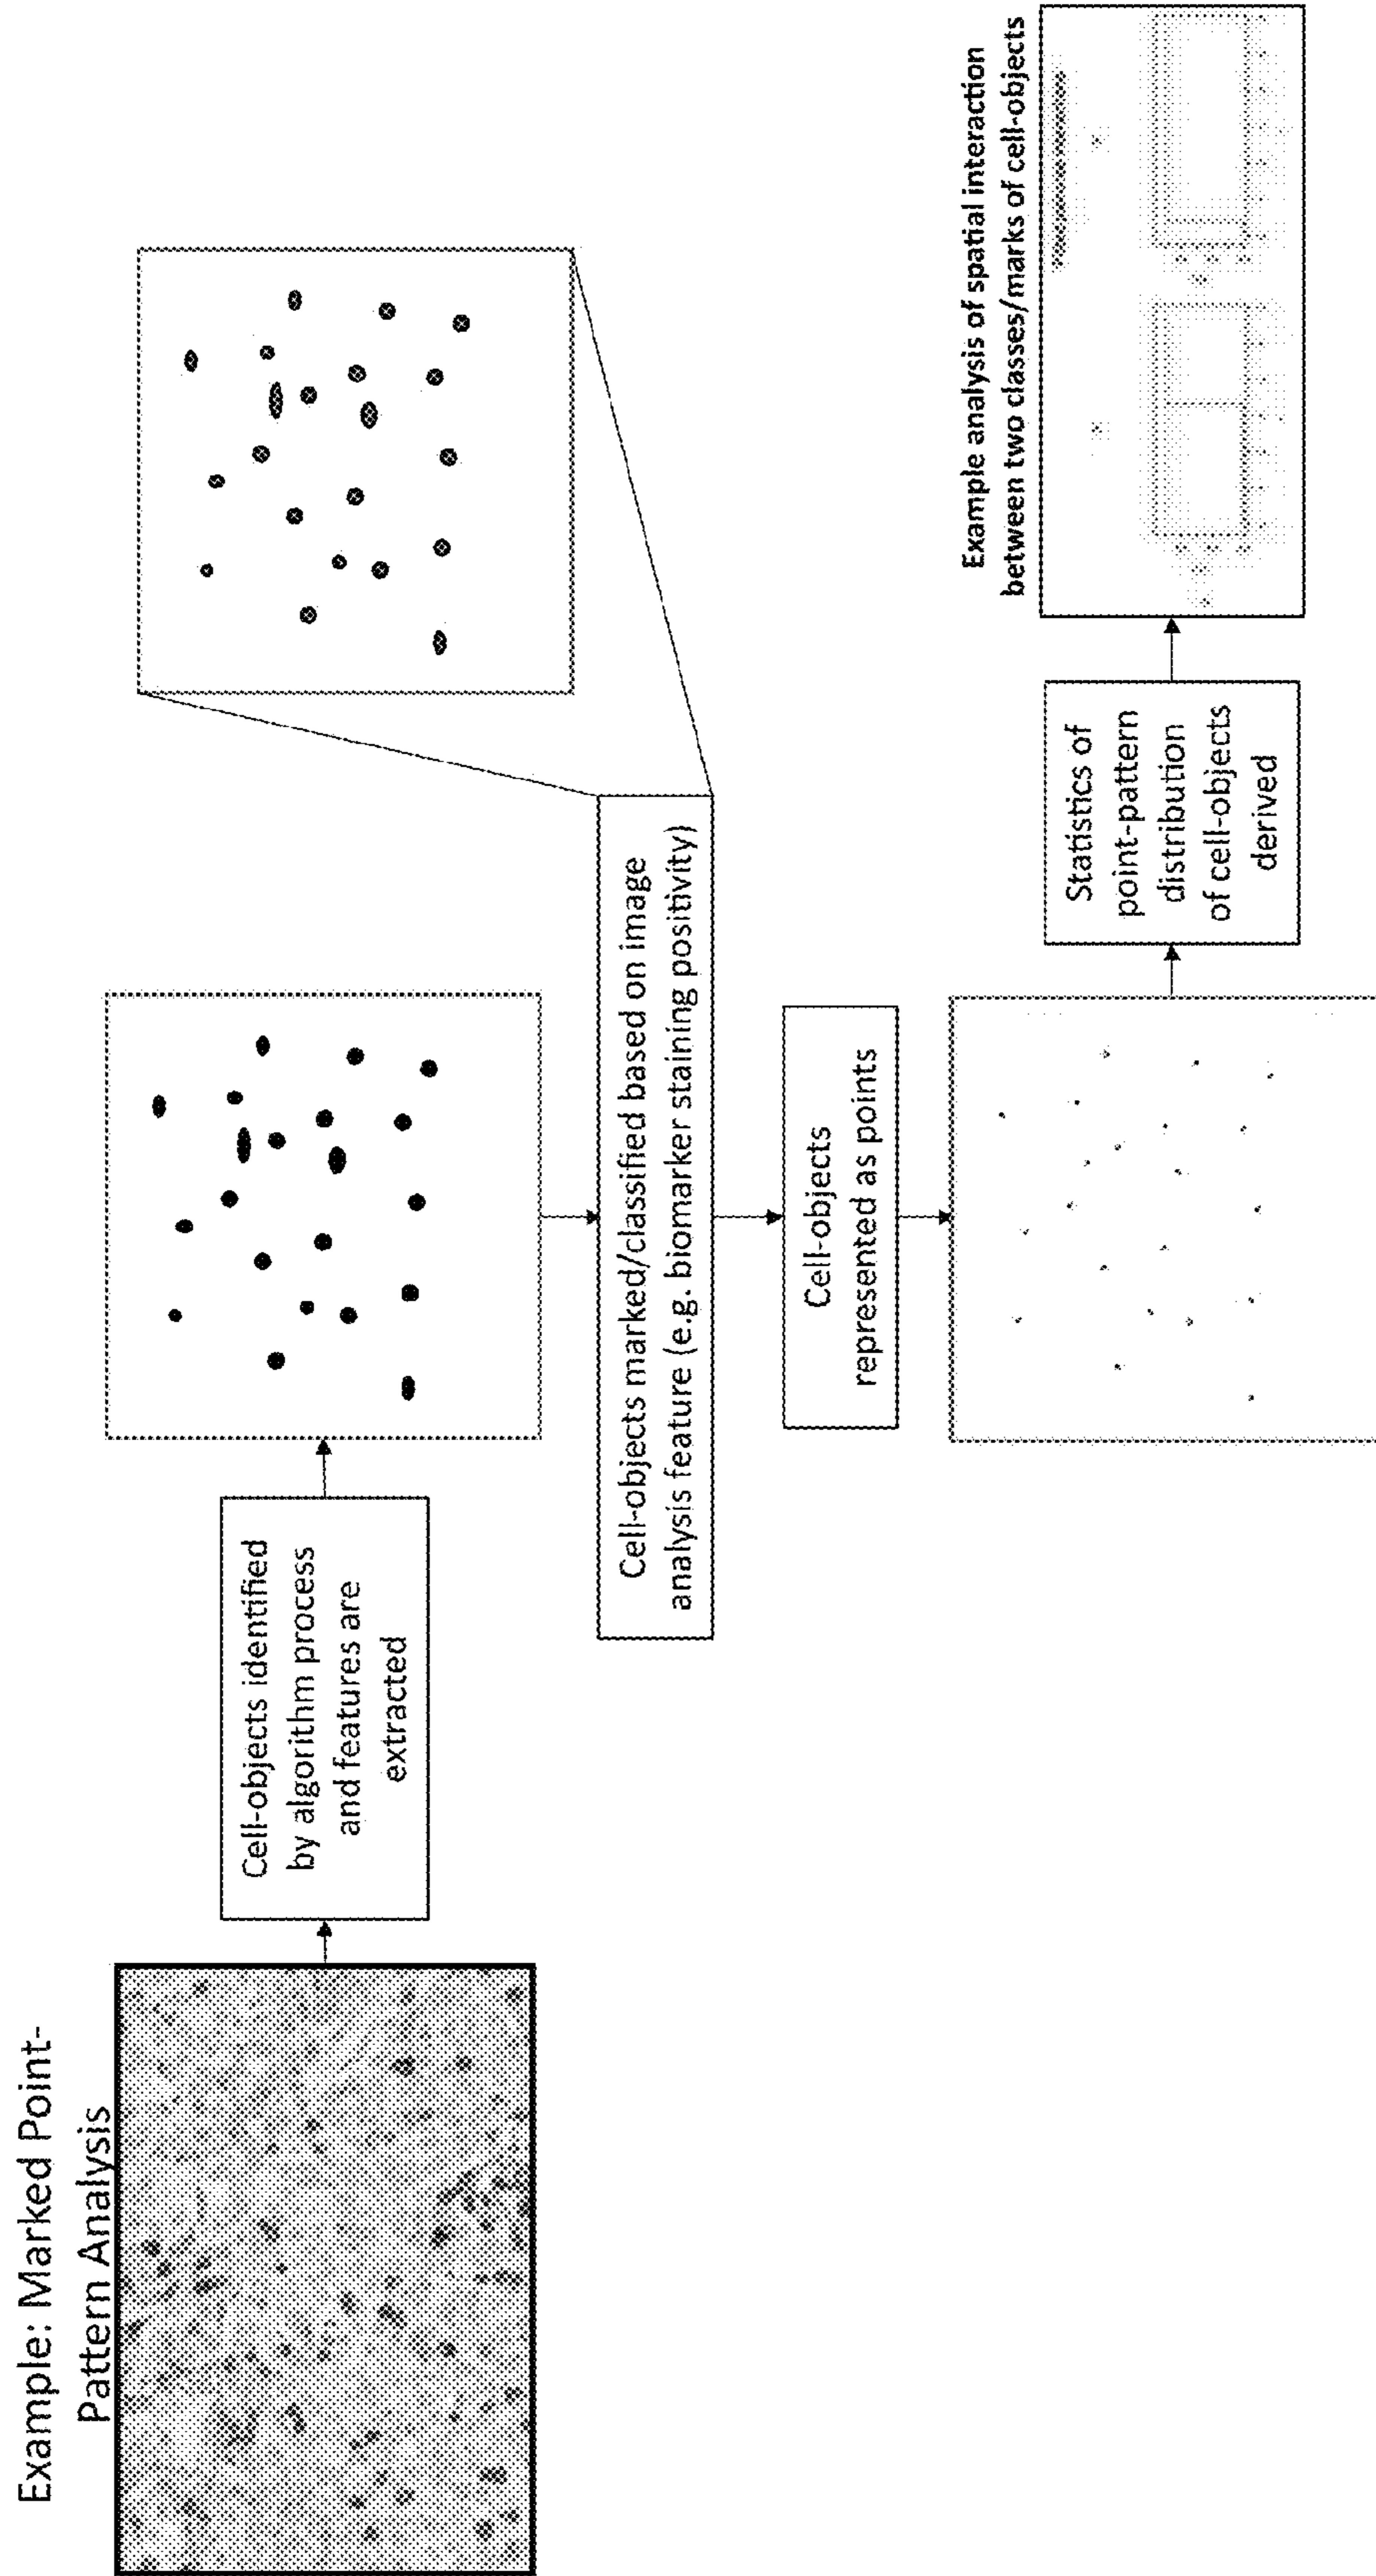 Example: Marked Point-
Pattern Analysis
Cell-objects identified
by algorithm process
and features are
extracted
Cell-objects marked/classified based on image
analysis feature (e.g. biomarker staining positivity)
Cell-objects
represented as points
Statistics of
point-pattern
distribution
of cell-objects
derived
Example analysis of spatial interaction
between two classes/marks of cell-objects